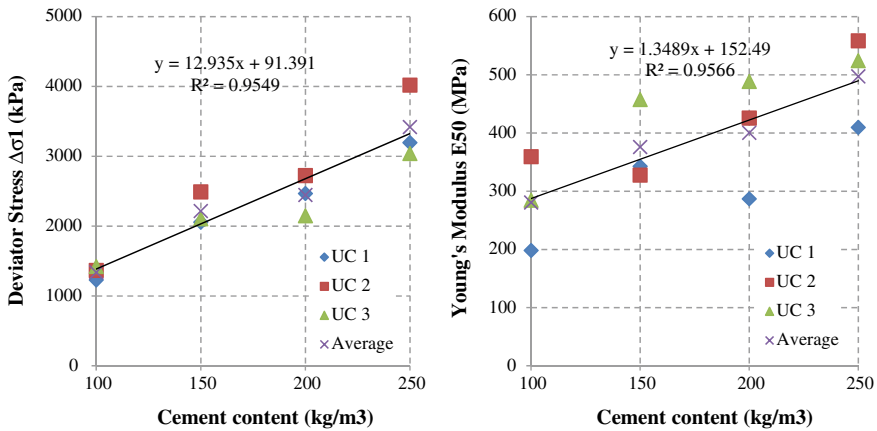 5000
4000
3000
2000
1000
0
Deviator Stress Δσ1 (kPa)
y = 12.935x + 91.391
R² = 0.9549
UC 1
UC 2
UC 3
Average
100 150 200 250
Cement content (kg/m3)
600
500
400
300
200
100
0
Young's Modulus E50 (MPa)
y = 1.3489x + 152.49
R² = 0.9566
UC 1
UC 2
UC 3
Average
100 150 200 250
Cement content (kg/m3)